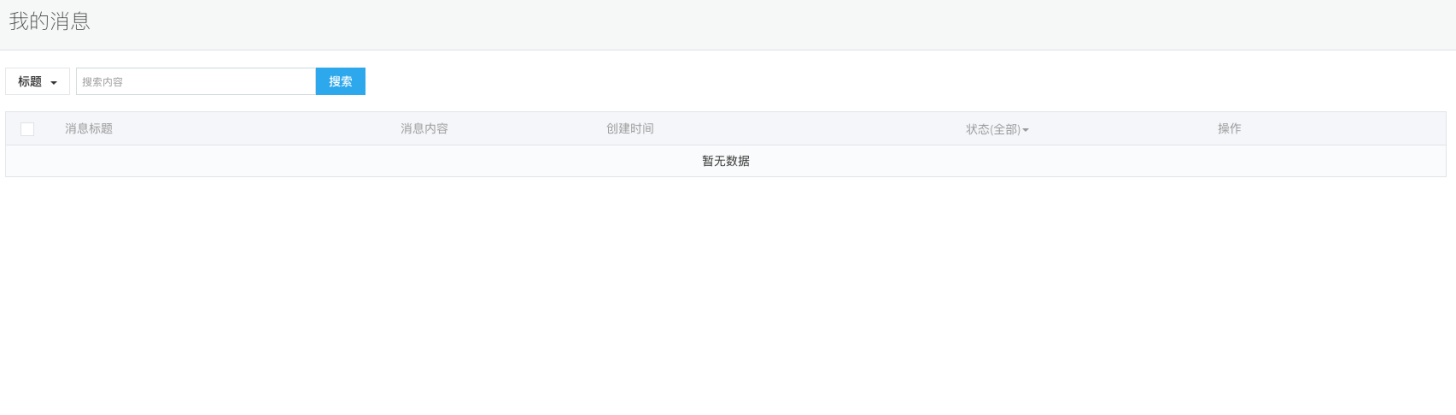 我的消息
标题 搜索内容 搜索
消息标题 消息内容 创建时间 状态(全部) 操作
暂无数据